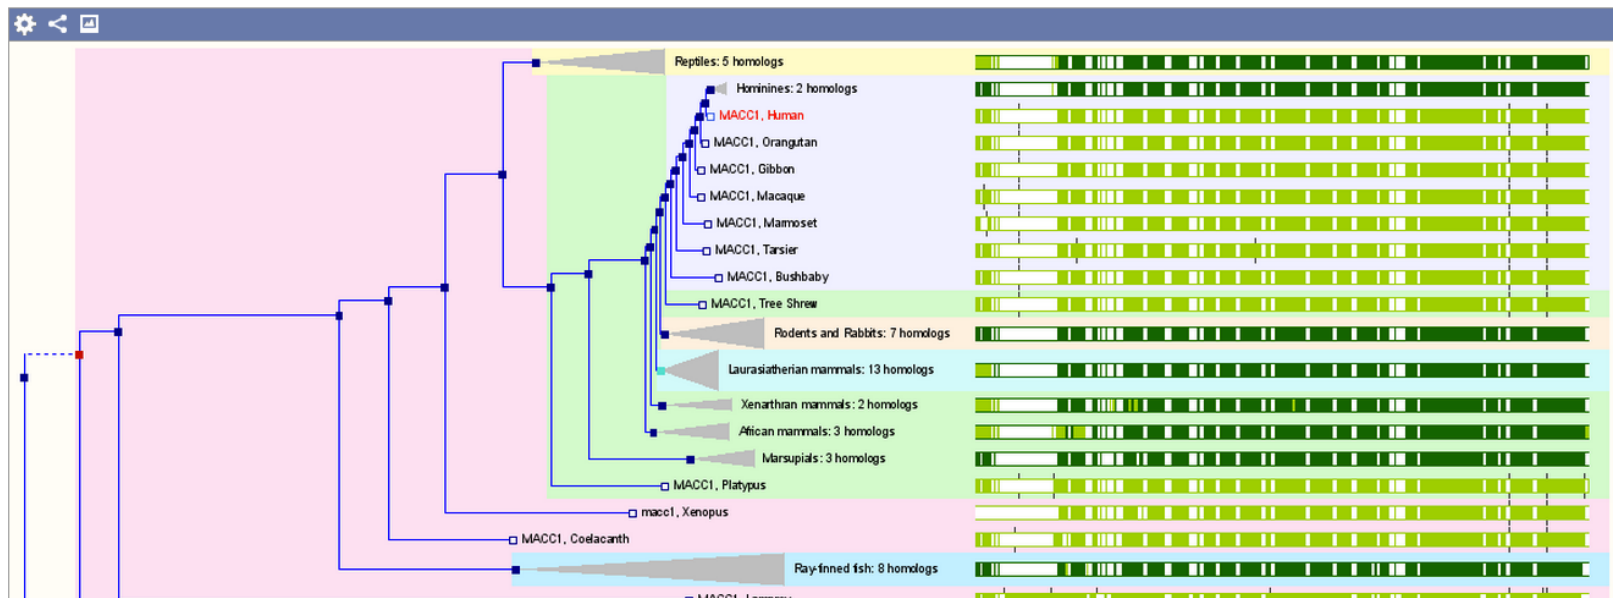 Reptiles: 5 homologs
Hominines: 2 homologs
MACC1, Human
MACC1, Orangutan
MACC1, Gibbon
MACC1, Macaque
MACC1, Marmoset
MACC1, Tarsier
MACC1, Bushbaby
MACC1, Tree Shrew
Rodents and Rabbits: 7 homologs
Laurasiatherian mammals: 13 homologs
Xenarthran mammals: 2 homologs
African mammals: 3 homologs
Marsupials: 3 homologs
MACC1, Platypus
macc1, Xenopus
MACC1, Coelacanth
Ray-finned fish: 8 homologs